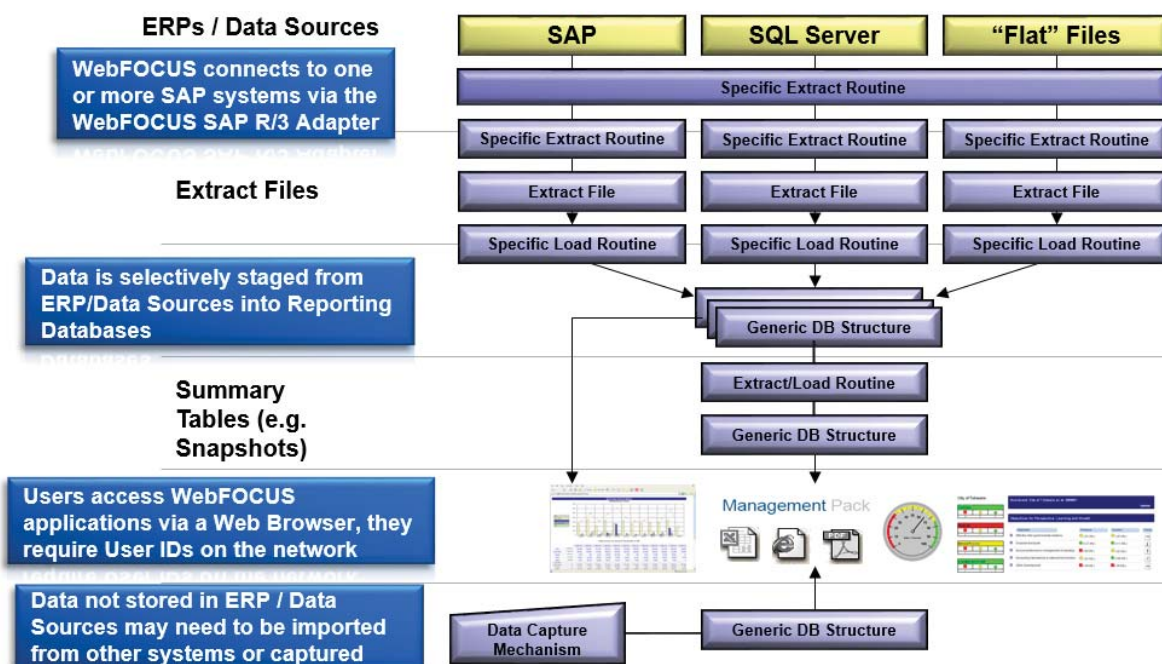 ERPs / Data Sources
SAP
SQL Server
“Flat” Files
WebFOCUS connects to one
or more SAP systems via the
WebFOCUS SAP R/3 Adapter
Specific Extract Routine
Specific Extract Routine
Specific Extract Routine
Specific Extract Routine
Extract Files
Extract File
Extract File
Extract File
Specific Load Routine
Specific Load Routine
Specific Load Routine
Data is selectively staged from
ERP/Data Sources into Reporting
Databases
Generic DB Structure
Summary
Tables (e.g.
Snapshots)
Extract/Load Routine
Generic DB Structure
Users access WebFOCUS
applications via a Web Browser, they
require User IDs on the network
Management Pack
PDF
Data not stored in ERP / Data
Sources may need to be imported
from other systems or captured
Data Capture
Mechanism
Generic DB Structure